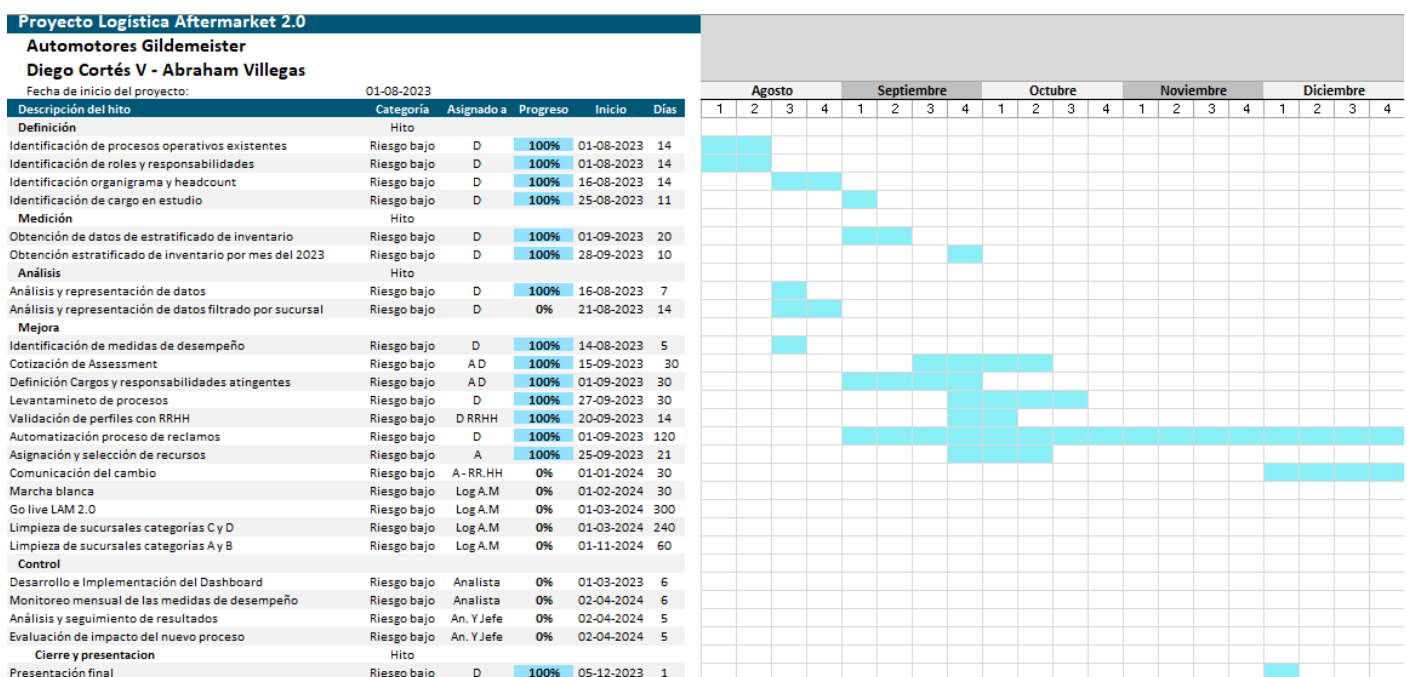 Proyecto Logística Aftermarket 2.0
Automotores Gildemeister
Diego Cortés V - Abraham Villegas
Fecha de inicio del proyecto: 01-08-2023 Agosto Septiembre Octubre Noviembre Diciembre
Descripción del hito Categoría Asignado a Progreso Inicio Días 1 2 3 4 1 2 3 4 1 2 3 4 1 2 3 4 1 2 3 4
Definición Hito
Identificación de procesos operativos existentes Riesgo bajo D 100% 01-08-2023 14
Identificación de roles y responsabilidades Riesgo bajo D 100% 01-08-2023 14
Identificación organigrama y headcount Riesgo bajo D 100% 16-08-2023 14
Identificación de cargo en estudio Riesgo bajo D 100% 25-08-2023 11
Medición Hito
Obtención de datos de estratificado de inventario Riesgo bajo D 100% 01-09-2023 20
Obtención estratificado de inventario por mes del 2023 Riesgo bajo D 100% 28-09-2023 10
Análisis Hito
Análisis y representación de datos Riesgo bajo D 100% 16-08-2023 7
Análisis y representación de datos filtrado por sucursal Riesgo bajo D 0% 21-08-2023 14
Mejora
Identificación de medidas de desempeño Riesgo bajo D 100% 14-08-2023 5
Cotización de Assessment Riesgo bajo A D 100% 15-09-2023 30
Definición Cargos y responsabilidades atingentes Riesgo bajo A D 100% 01-09-2023 30
Levantamineto de procesos Riesgo bajo D 100% 27-09-2023 30
Validación de perfiles con RRHH Riesgo bajo D RRHH 100% 20-09-2023 14
Automatización proceso de reclamos Riesgo bajo D 100% 01-09-2023 120
Asignación y selección de recursos Riesgo bajo A 100% 25-09-2023 21
Comunicación del cambio Riesgo bajo A - RR.HH 0% 01-01-2024 30
Marcha blanca Riesgo bajo Log A.M 0% 01-02-2024 30
Go live LAM 2.0 Riesgo bajo Log A.M 0% 01-03-2024 300
Limpieza de sucursales categorías C y D Riesgo bajo Log A.M 0% 01-03-2024 240
Limpieza de sucursales categorías A y B Riesgo bajo Log A.M 0% 01-11-2024 60
Control
Desarrollo e Implementación del Dashboard Riesgo bajo Analista 0% 01-03-2023 6
Monitoreo mensual de las medidas de desempeño Riesgo bajo Analista 0% 02-04-2024 6
Análisis y seguimiento de resultados Riesgo bajo An. Y Jefe 0% 02-04-2024 5
Evaluación de impacto del nuevo proceso Riesgo bajo An. Y Jefe 0% 02-04-2024 5
Cierre y presentacion Hito
Presentación final Riesgo bajo D 100% 05-12-2023 1